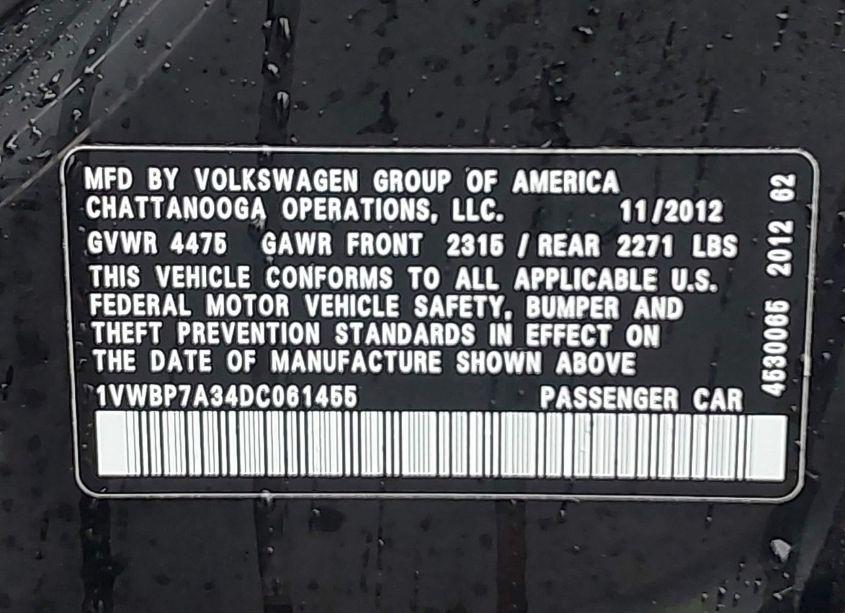 MFD BY VOLKSWAGEN GROUP OF AMERICA
CHATTANOOGA OPERATIONS, LLC. 11/2012
GVWR 4475 GAWR FRONT 2315 / REAR 2271 LBS
THIS VEHICLE CONFORMS TO ALL APPLICABLE U.S.
FEDERAL MOTOR VEHICLE SAFETY, BUMPER AND
THEFT PREVENTION STANDARDS IN EFFECT ON
THE DATE OF MANUFACTURE SHOWN ABOVE
1VWBP7A34DC061455 PASSENGER CAR
4530065 2012 62